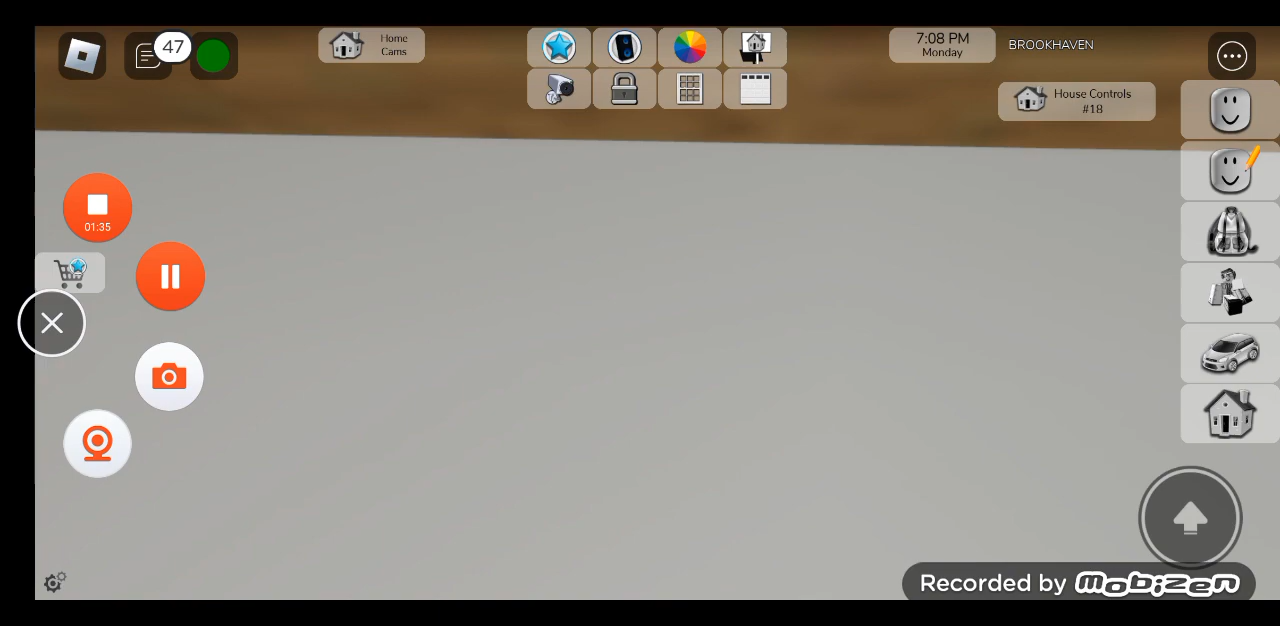 47
Home
Cams
7:08 PM
Monday
BROOKHAVEN
House Controls
#18
01:35
Recorded by Mobizen